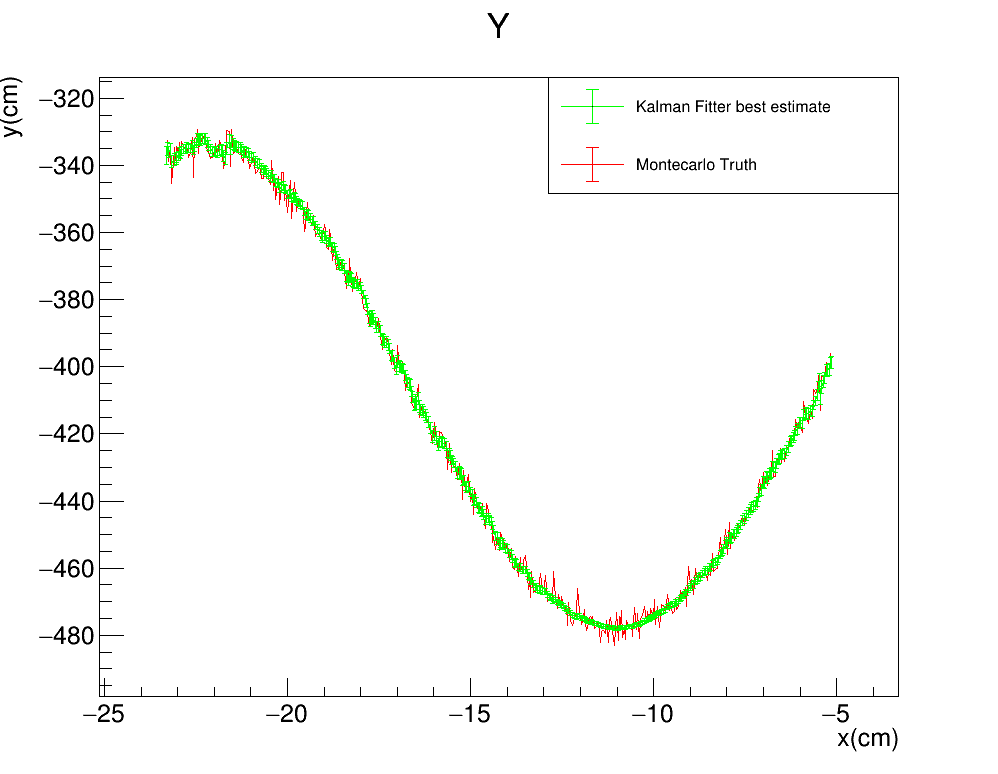 Y
y(cm)
−320
−340
−360
−380
−400
−420
−440
−460
−480
Kalman Fitter best estimate
Montecarlo Truth
−25 −20 −15 −10 −5
x(cm)